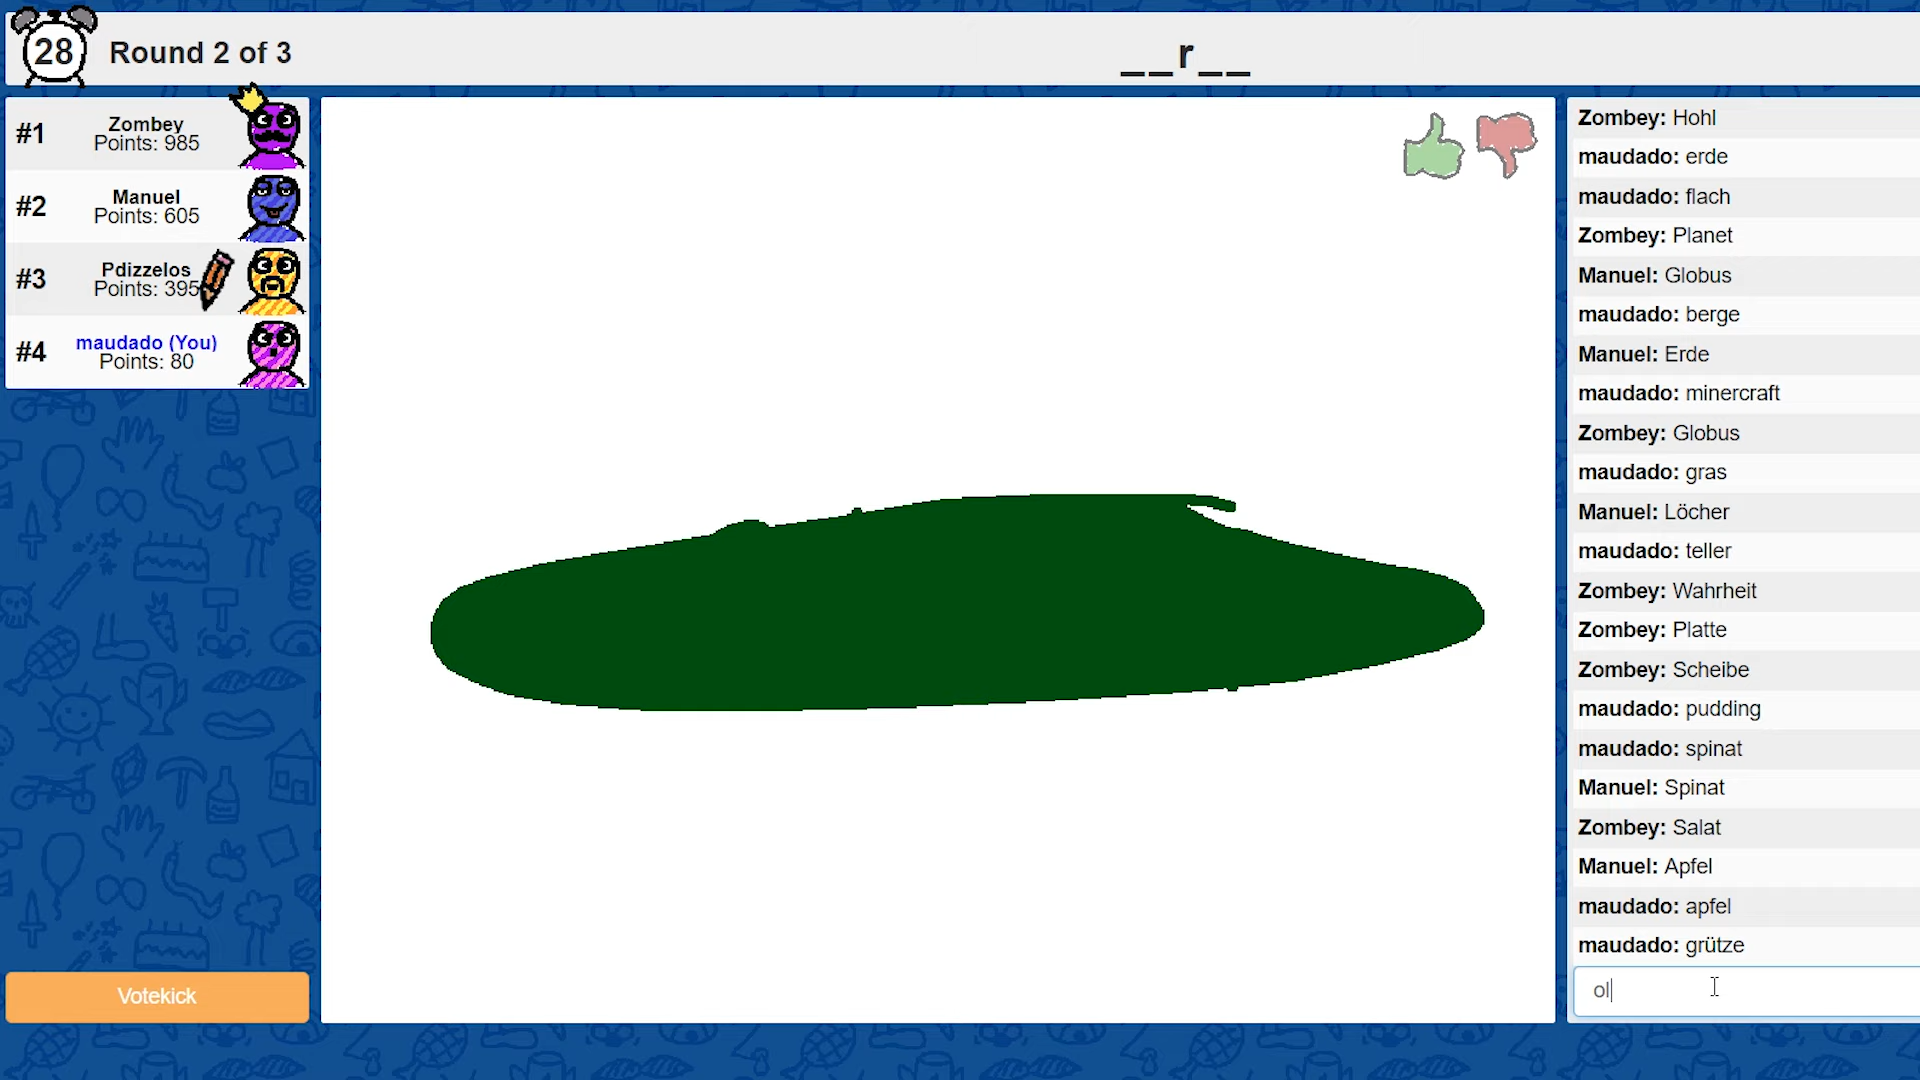 28
Round 2 of 3
__r__
#1
Zombey
Points: 985
#2
Manuel
Points: 605
#3
Pdizzelos
Points: 395
#4
maudado (You)
Points: 80
Votekick
Zombey: Hohl
maudado: erde
maudado: flach
Zombey: Planet
Manuel: Globus
maudado: berge
Manuel: Erde
maudado: minercraft
Zombey: Globus
maudado: gras
Manuel: Löcher
maudado: teller
Zombey: Wahrheit
Zombey: Platte
Zombey: Scheibe
maudado: pudding
maudado: spinat
Manuel: Spinat
Zombey: Salat
Manuel: Apfel
maudado: apfel
maudado: grütze
ol